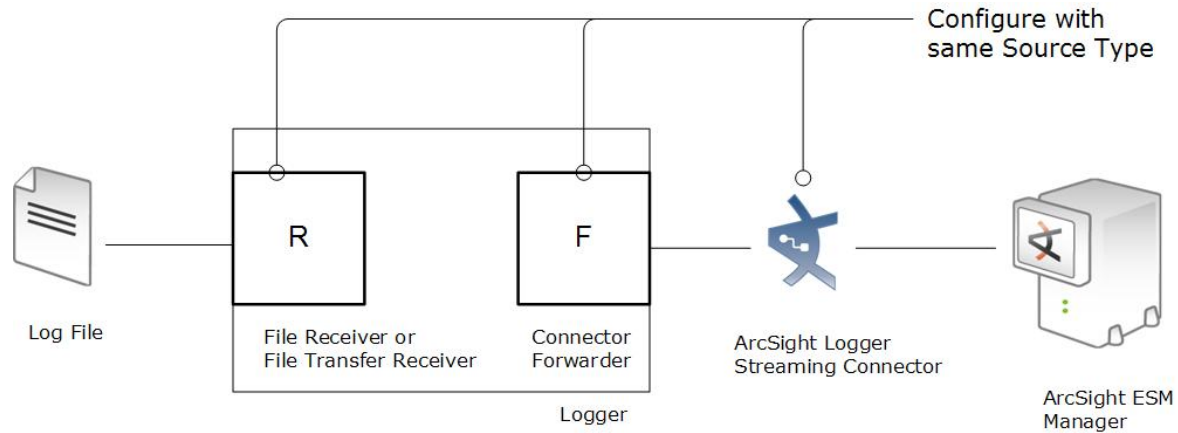 Configure with
same Source Type
R
F
Log File
File Receiver or
File Transfer Receiver
Connector
Forwarder
ArcSight Logger
Streaming Connector
Logger
ArcSight ESM
Manager